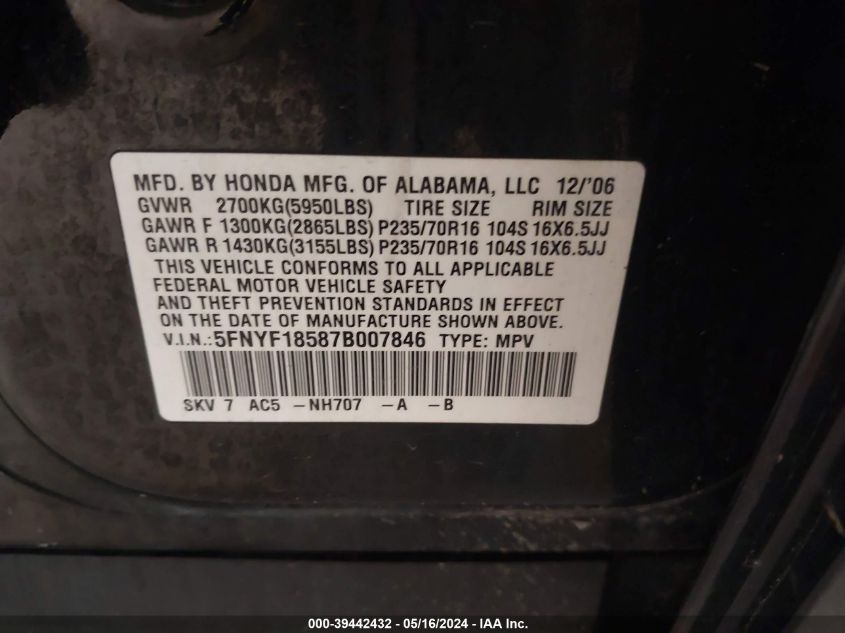 MFD. BY HONDA MFG. OF ALABAMA, LLC 12/'06
GVWR 2700KG(5950LBS) TIRE SIZE RIM SIZE
GAWR F 1300KG(2865LBS) P235/70R16 104S 16X6.5JJ
GAWR R 1430KG(3155LBS) P235/70R16 104S 16X6.5JJ
THIS VEHICLE CONFORMS TO ALL APPLICABLE
FEDERAL MOTOR VEHICLE SAFETY
AND THEFT PREVENTION STANDARDS IN EFFECT
ON THE DATE OF MANUFACTURE SHOWN ABOVE.
V.I.N.: 5FNYF18587B007846 TYPE: MPV
SKV 7 AC5 -NH707 -A -B
000-39442432 - 05/16/2024 - IAA Inc.